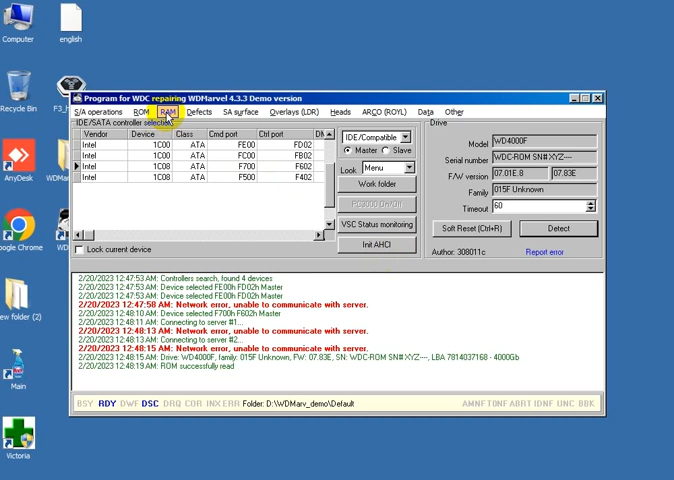 Computer
english
Recycle Bin
F3_h
AnyDesk
WDMar
Google Chrome
WD
ew folder (2)
Main
Victoria
Program for WDC repairing WDMarvel 4.3.3 Demo version
S/A operations ROM RAM Defects SA surface Overlays (LDR) Heads ARCO (ROYL) Data Other
IDE/SATA controller selection
Vendor Device Class Cmd port Ctrl port DM
Intel 1C00 ATA FE00 FD02
Intel 1C00 ATA FC00 FB02
Intel 1C08 ATA F700 F602
Intel 1C08 ATA F500 F402
Lock current device
IDE/Compatible
Master Slave
Look Menu
Work folder
PC3000 On/Off
VSC Status monitoring
Init AHCI
Drive
Model WD4000F
Serial number WDC-ROM SN# XYZ----
F/W version 07.01E.8 07.83E
Family 015F Unknown
Timeout 60
Soft Reset (Ctrl+R) Detect
Author: 308011c Report error
2/20/2023 12:47:53 AM: Controllers search, found 4 devices
2/20/2023 12:47:53 AM: Device selected FE00h FD02h Master
2/20/2023 12:47:53 AM: Device selected FE00h FD02h Master
2/20/2023 12:47:58 AM: Network error, unable to communicate with server.
2/20/2023 12:48:10 AM: Device selected F700h F602h Master
2/20/2023 12:48:11 AM: Connecting to server #1...
2/20/2023 12:48:13 AM: Network error, unable to communicate with server.
2/20/2023 12:48:13 AM: Connecting to server #2...
2/20/2023 12:48:15 AM: Network error, unable to communicate with server.
2/20/2023 12:48:15 AM: Drive: WD4000F, family: 015F Unknown, FW: 07.83E, SN: WDC-ROM SN# XYZ----, LBA 7814037168 - 4000Gb
2/20/2023 12:48:19 AM: ROM successfully read
BSY RDY DWF DSC DRQ COR INX ERR Folder: D:\WDMarv_demo\Default AMNF T0NF ABRT IDNF UNC BBK